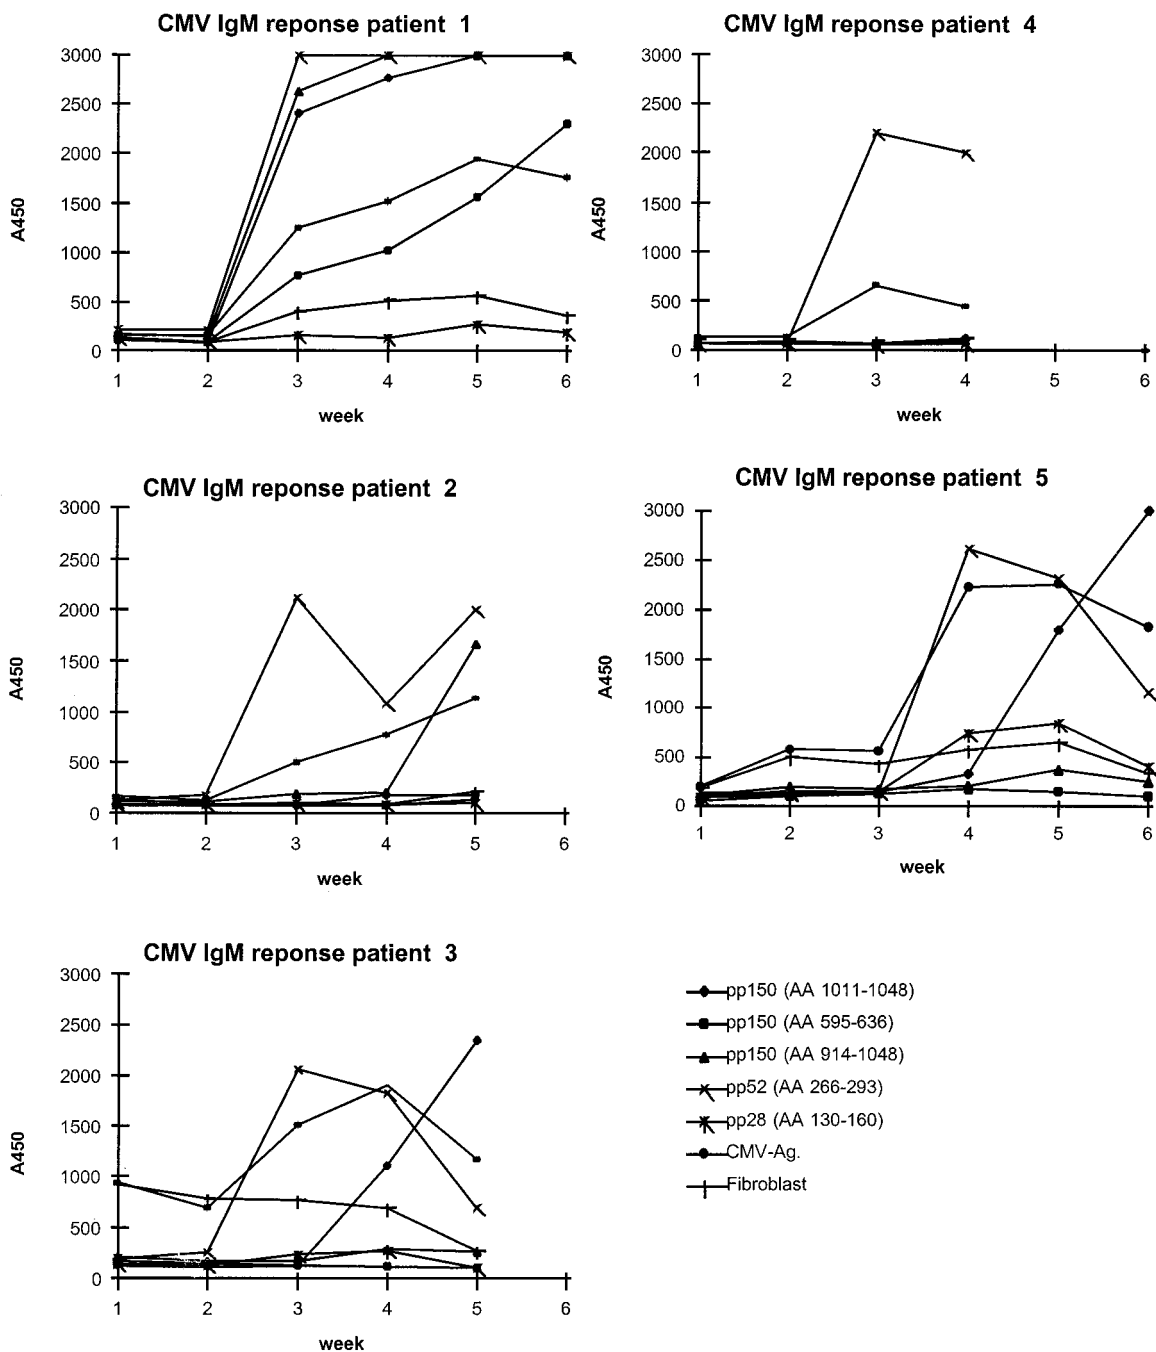 CMV IgM reponse patient 1
3000
2500
2000
1500
1000
500
0
A450
1 2 3 4 5 6
week
CMV IgM reponse patient 4
3000
2500
2000
1500
1000
500
0
A450
1 2 3 4 5 6
week
CMV IgM reponse patient 2
3000
2500
2000
1500
1000
500
0
A450
1 2 3 4 5 6
week
CMV IgM reponse patient 5
3000
2500
2000
1500
1000
500
0
A450
1 2 3 4 5 6
week
CMV IgM reponse patient 3
3000
2500
2000
1500
1000
500
0
A450
1 2 3 4 5 6
week
pp150 (AA 1011-1048)
pp150 (AA 595-636)
pp150 (AA 914-1048)
pp52 (AA 266-293)
pp28 (AA 130-160)
CMV-Ag.
Fibroblast